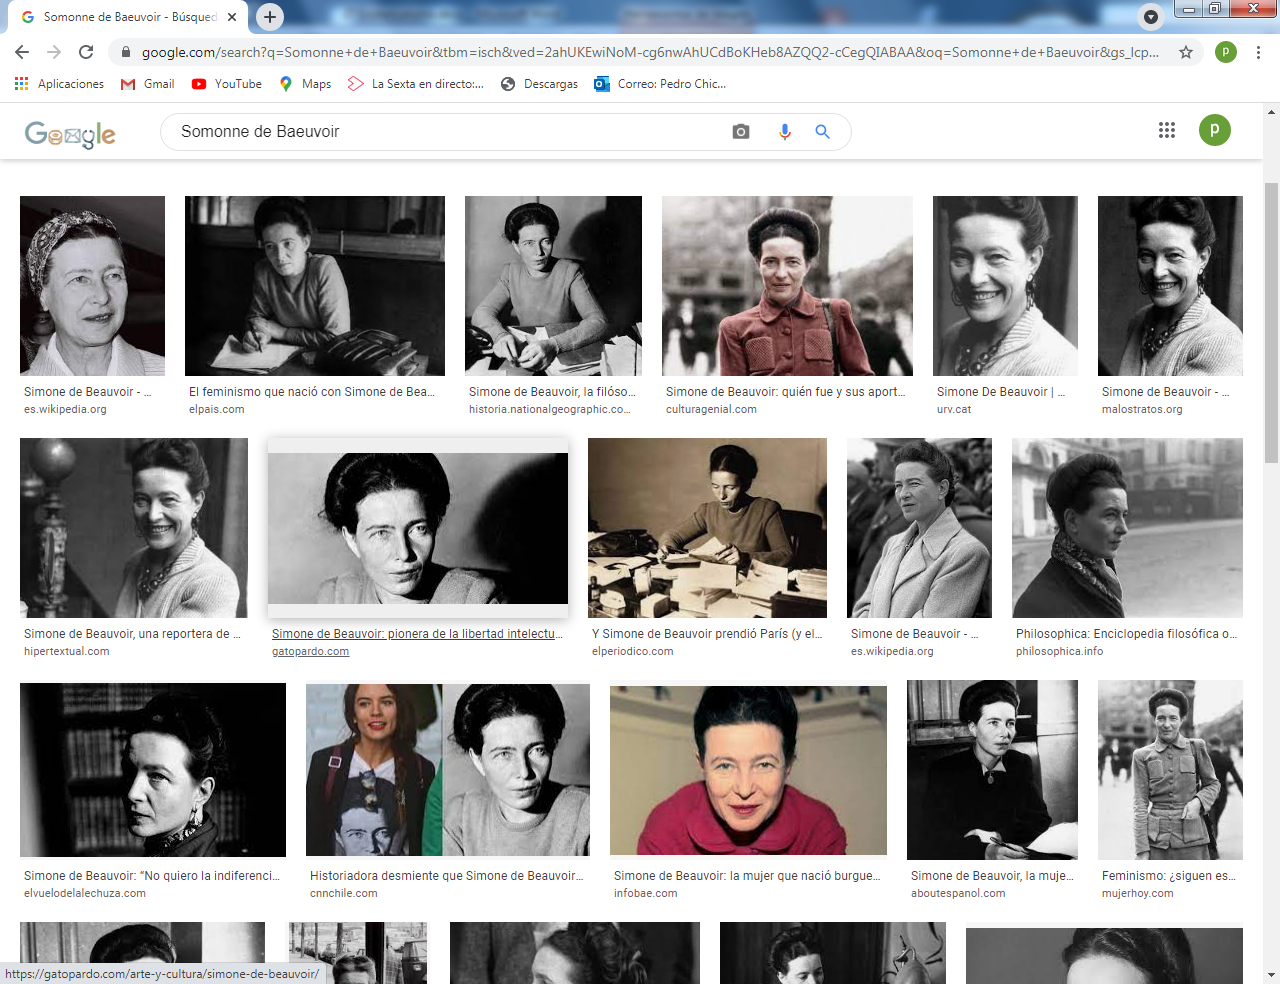 Somonne de Baeuvoir - Búsqued
google.com/search?q=Somonne+de+Baeuvoir&tbm=isch&ved=2ahUKEwiNoM-cg6nwAhUCdBoKHeb8AZQQ2-cCegQIABAA&oq=Somonne+de+Baeuvoir&gs_lcp...
p
Aplicaciones Gmail YouTube Maps La Sexta en directo:... Descargas Correo: Pedro Chic...
Google
Somonne de Baeuvoir
p
Simone de Beauvoir - ... El feminismo que nació con Simone de Bea... Simone de Beauvoir, la filóso... Simone de Beauvoir: quién fue y sus aport... Simone De Beauvoir | ... Simone de Beauvoir - ...
es.wikipedia.org elpais.com historia.nationalgeographic.co... culturagenial.com urv.cat malostratos.org
Simone de Beauvoir, una reportera de ... Simone de Beauvoir: pionera de la libertad intelectu... Y Simone de Beauvoir prendió París (y el... Simone de Beauvoir - ... Philosophica: Enciclopedia filosófica o...
hipertextual.com gatopardo.com elperiodico.com es.wikipedia.org philosophica.info
Simone de Beauvoir: “No quiero la indiferenci... Historiadora desmiente que Simone de Beauvoir... Simone de Beauvoir: la mujer que nació burgue... Simone de Beauvoir, la muje... Feminismo: ¿siguen es...
elvuelodelalechuza.com cnnchile.com infobae.com aboutespanol.com mujerhoy.com
https://gatopardo.com/arte-y-cultura/simone-de-beauvoir/